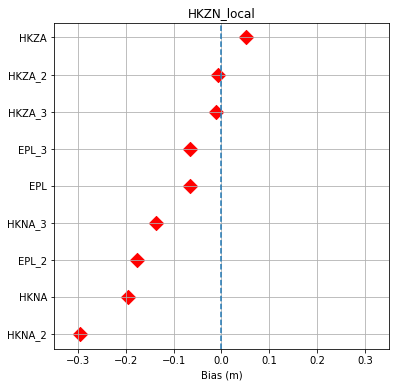 HKZN_local
HKZA
HKZA_2
HKZA_3
EPL_3
EPL
HKNA_3
EPL_2
HKNA
HKNA_2
−0.3 −0.2 −0.1 0.0 0.1 0.2 0.3
Bias (m)